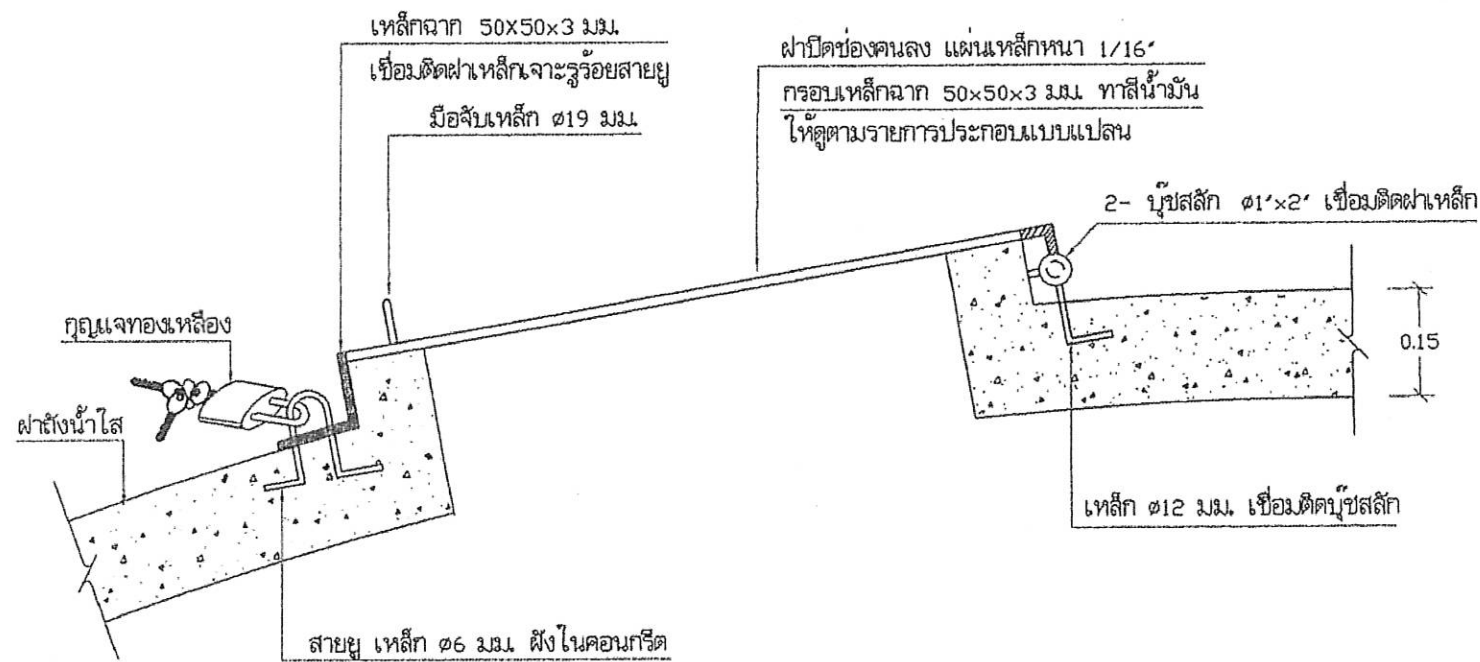 เหล็กฉาก 50X50x3 มม.
เชื่อมติดฝาเหล็กเจาะรูร้อยสายยู
มือจับเหล็ก ø19 มม.
ฝาปิดช่องคนลง แผ่นเหล็กหนา 1/16"
กรอบเหล็กฉาก 50x50x3 มม. ทาสีน้ำมัน
ให้ดูตามรายการประกอบแบบแปลน
2- บุ๊ชสลัก ø1"x2" เชื่อมติดฝาเหล็ก
กุญแจทองเหลือง
0.15
ฝาถังน้ำใส
เหล็ก ø12 มม. เชื่อมติดบุ๊ชสลัก
สายยู เหล็ก ø6 มม. ฝังในคอนกรีต